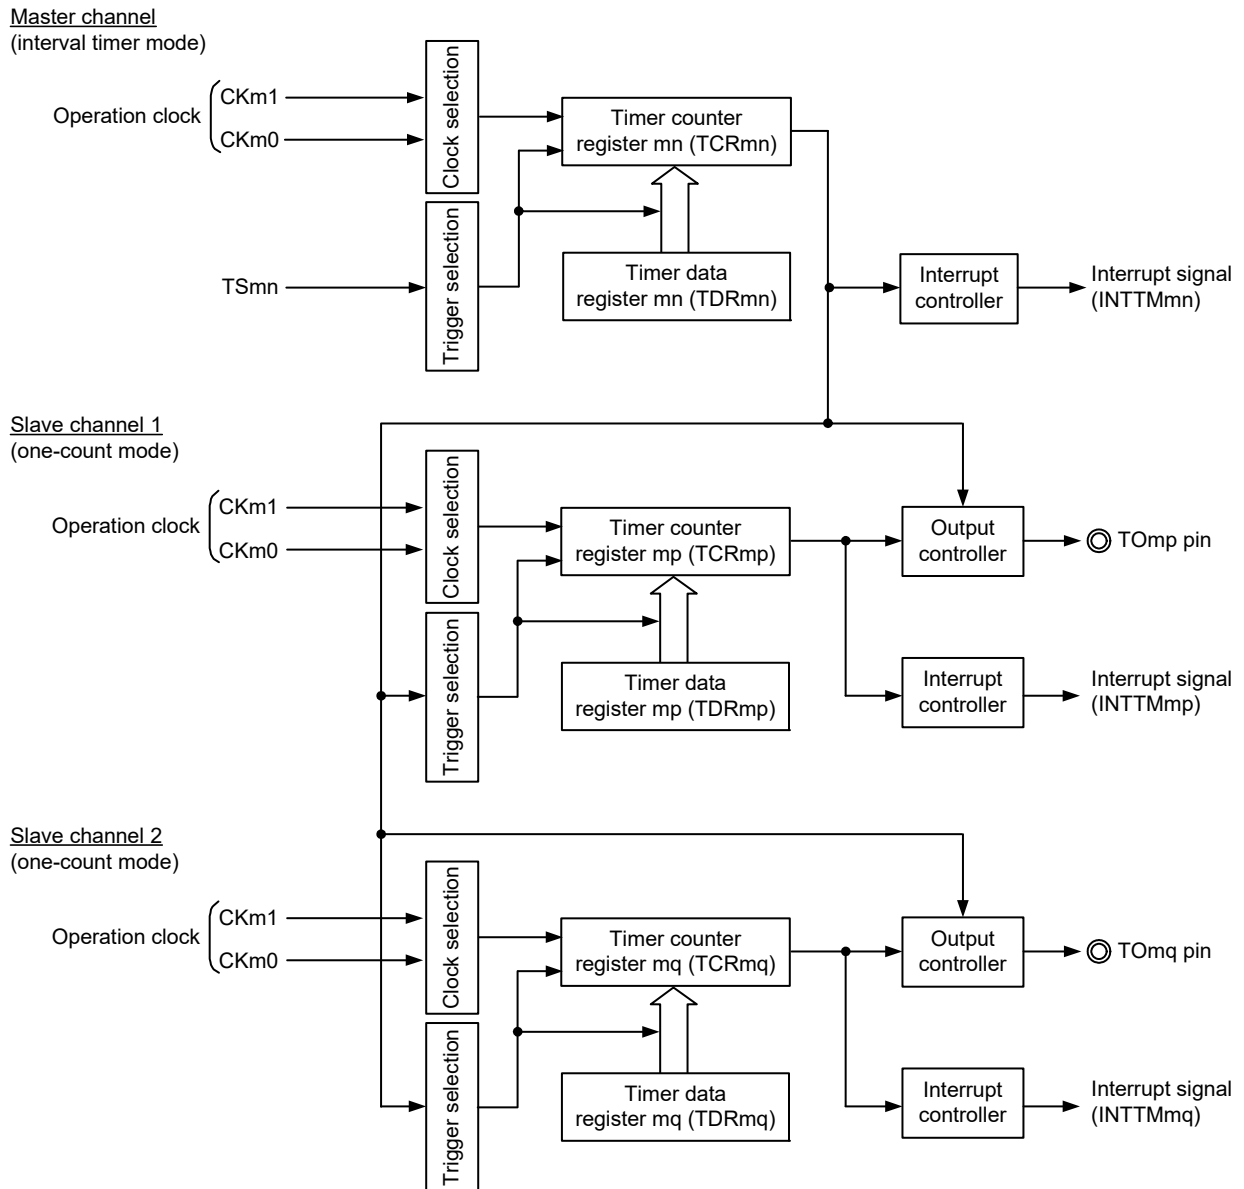 Master channel
(interval timer mode)
Operation clock
CKm1
CKm0
Clock selection
Timer counter
register mn (TCRmn)
TSmn
Trigger selection
Timer data
register mn (TDRmn)
Interrupt
controller
Interrupt signal
(INTTMmn)
Slave channel 1
(one-count mode)
Operation clock
CKm1
CKm0
Clock selection
Timer counter
register mp (TCRmp)
Output
controller
TOmp pin
Trigger selection
Timer data
register mp (TDRmp)
Interrupt
controller
Interrupt signal
(INTTMmp)
Slave channel 2
(one-count mode)
Operation clock
CKm1
CKm0
Clock selection
Timer counter
register mq (TCRmq)
Output
controller
TOmq pin
Trigger selection
Timer data
register mq (TDRmq)
Interrupt
controller
Interrupt signal
(INTTMmq)